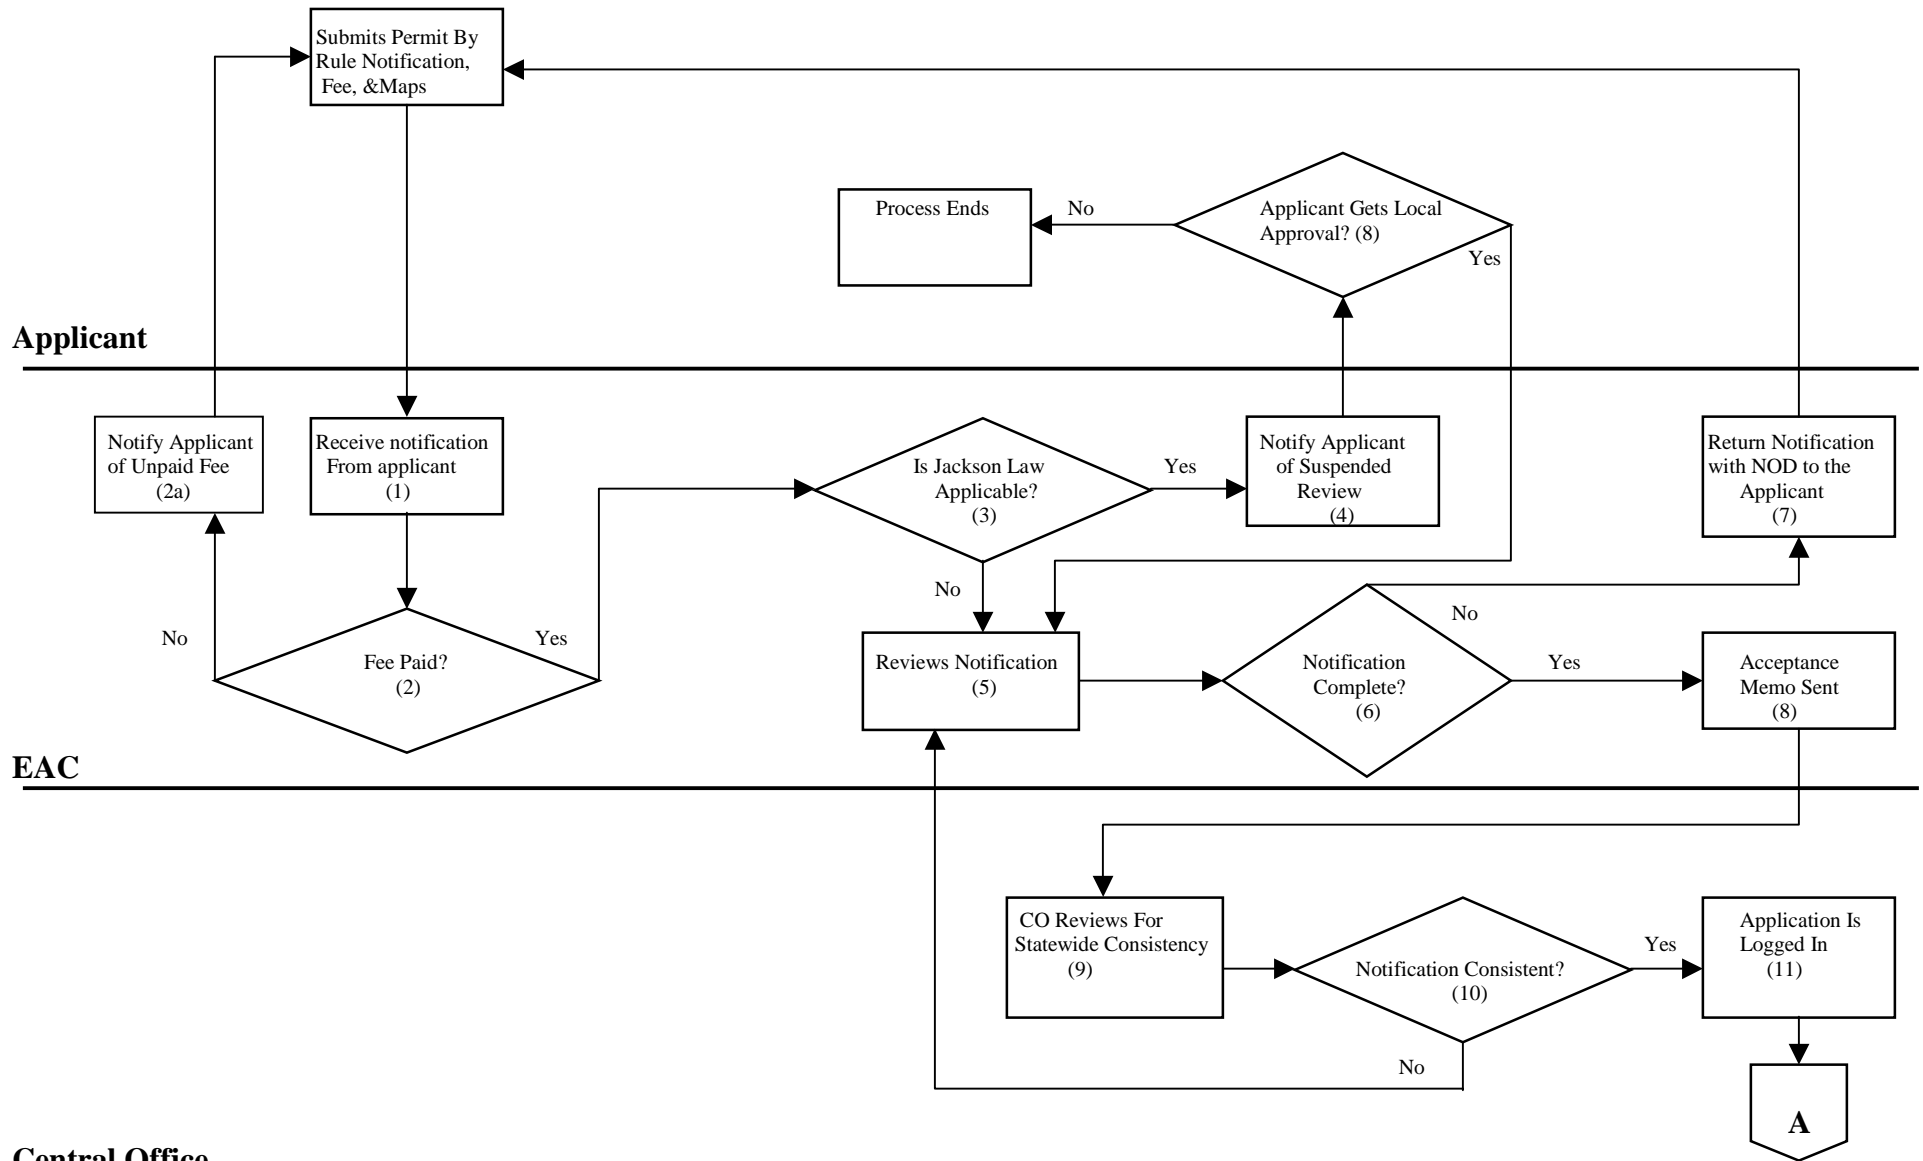 Submits Permit By
Rule Notification,
Fee, &Maps
Process Ends
No
Applicant Gets Local
Approval? (8)
Yes
Applicant
Notify Applicant
of Unpaid Fee
(2a)
Receive notification
From applicant
(1)
Is Jackson Law
Applicable?
(3)
Yes
Notify Applicant
of Suspended
Review
(4)
Return Notification
with NOD to the
Applicant
(7)
No
No
No
Fee Paid?
(2)
Yes
Reviews Notification
(5)
Notification
Complete?
(6)
Yes
Acceptance
Memo Sent
(8)
EAC
CO Reviews For
Statewide Consistency
(9)
Notification Consistent?
(10)
Yes
Application Is
Logged In
(11)
No
A
Central Office